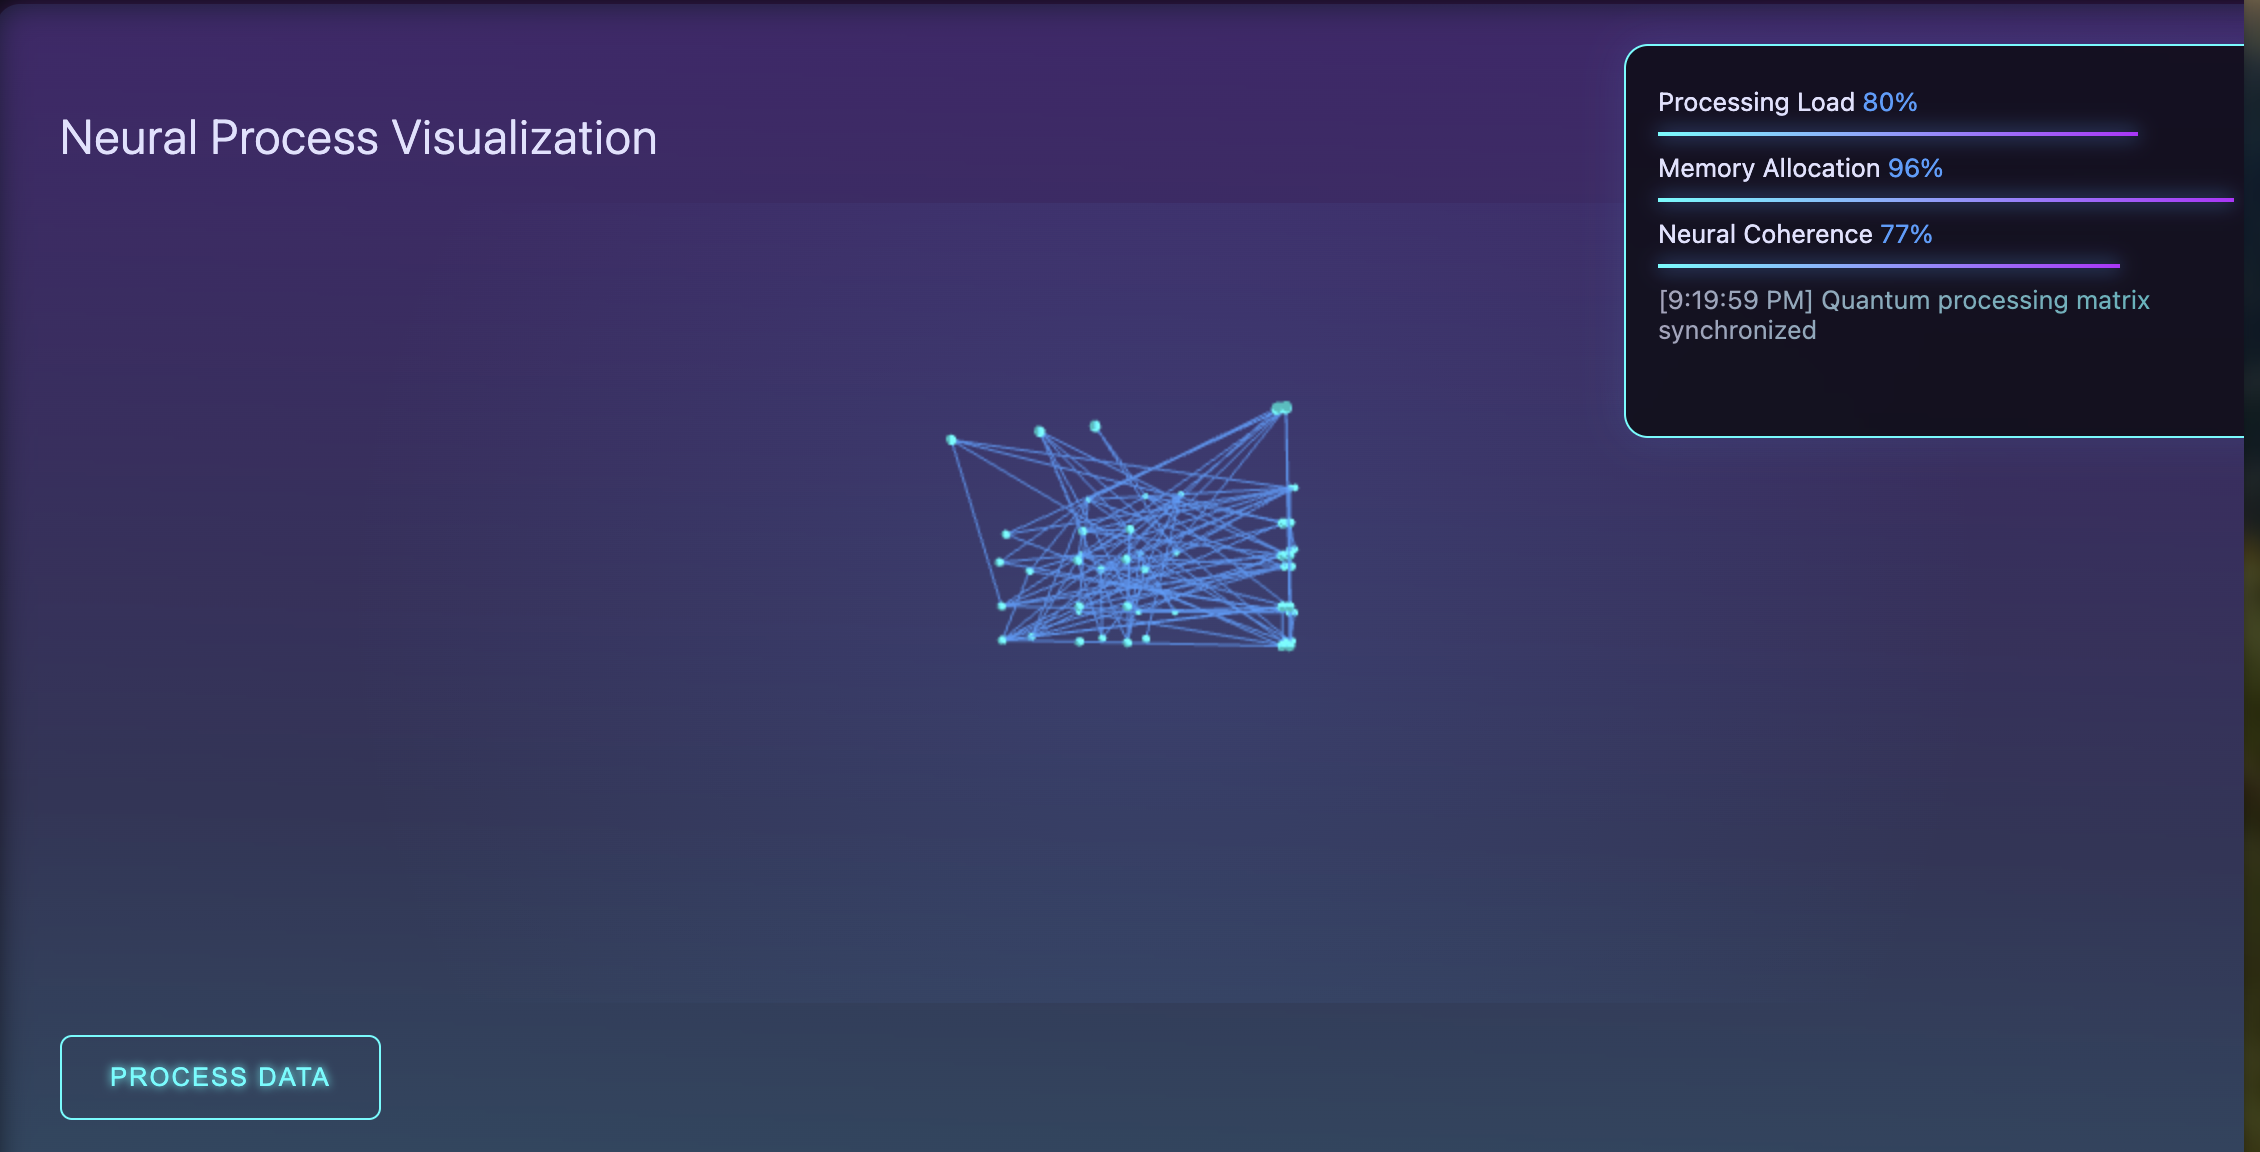 Neural Process Visualization
Processing Load 80%
Memory Allocation 96%
Neural Coherence 77%
[9:19:59 PM] Quantum processing matrix
synchronized
PROCESS DATA